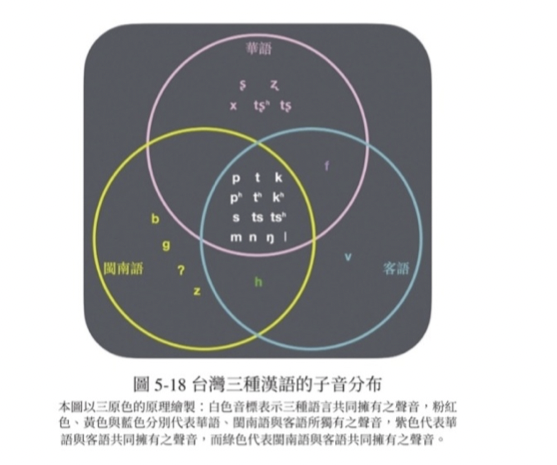 華語
ʂ ʐ
x tʂʰ tʂ
f
p t k
pʰ tʰ kʰ
s ts tsʰ
m n ŋ l
b
g
?
z
閩南語
h
v
客語
圖 5-18 台灣三種漢語的子音分布
本圖以三原色的原理繪製：白色音標表示三種語言共同擁有之聲音，粉紅
色、黃色與藍色分別代表華語、閩南語與客語所獨有之聲音，紫色代表華
語與客語共同擁有之聲音，而綠色代表閩南語與客語共同擁有之聲音。